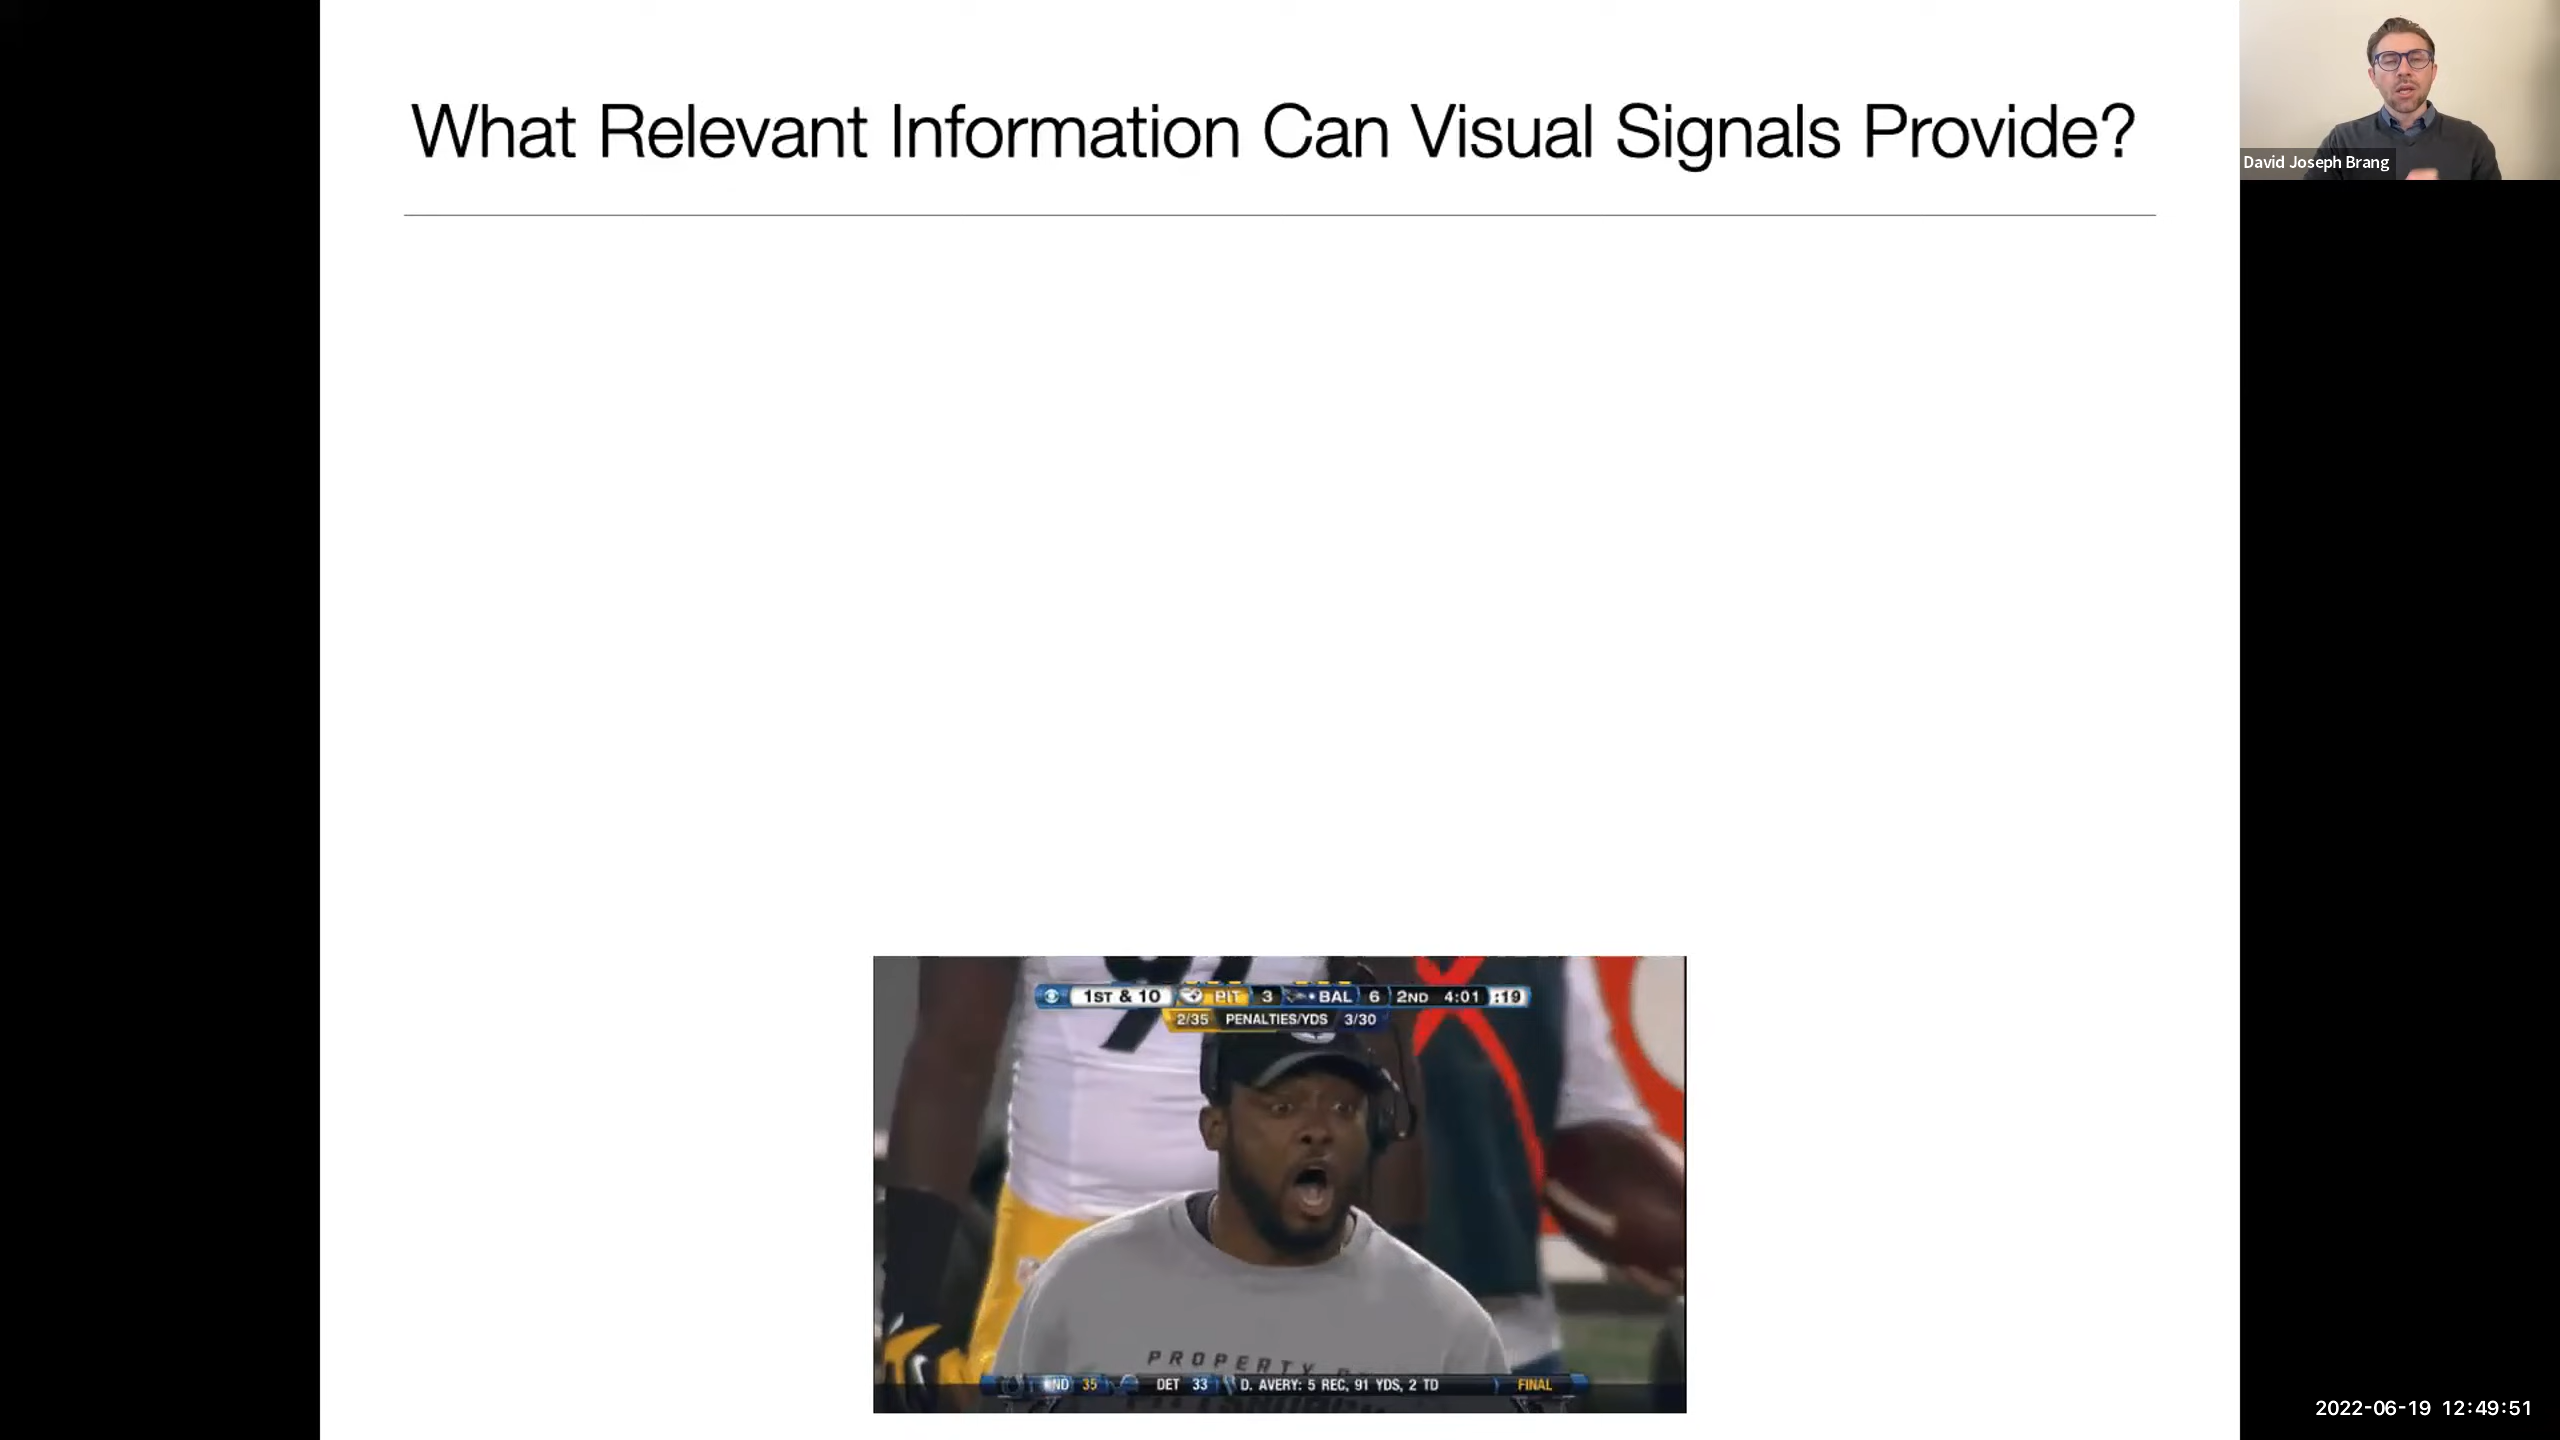 What Relevant Information Can Visual Signals Provide?
David Joseph Brang
1ST & 10 PIT 3 BAL 6 2ND 4:01 :19
2/35 PENALTIES/YDS 3/30
PROPERTY
35 DET 33 D. AVERY: 5 REC, 91 YDS, 2 TD FINAL
2022-06-19 12:49:51